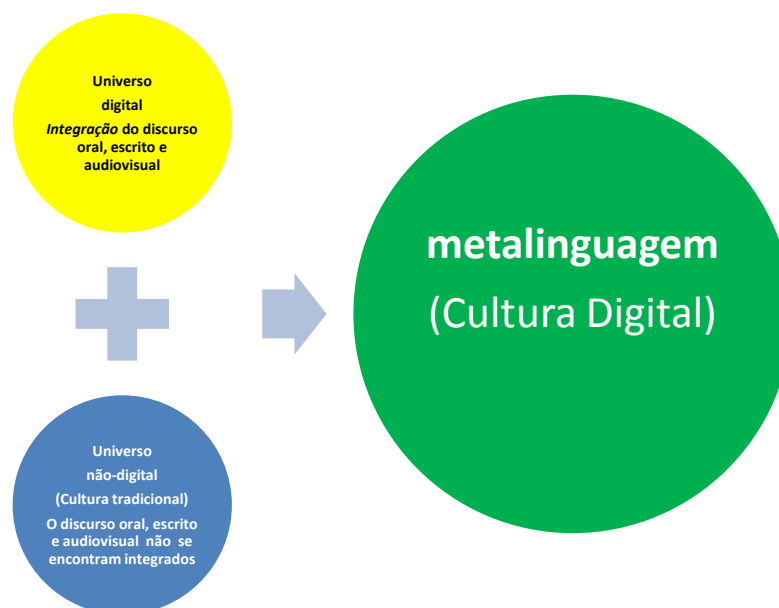 Universo
digital
Integração do discurso
oral, escrito e
audiovisual
metalinguagem
(Cultura Digital)
Universo
não-digital
(Cultura tradicional)
O discurso oral, escrito
e audiovisual não se
encontram integrados